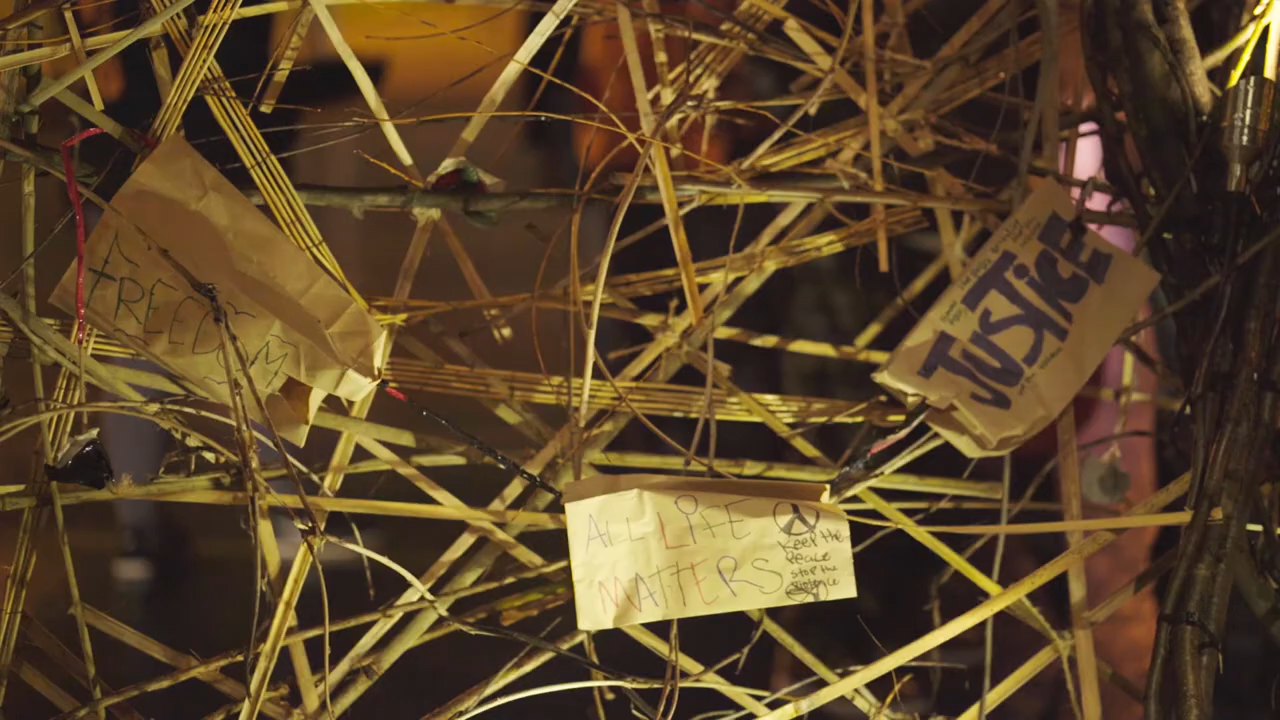 FREEDOM
JUSTICE
ALL LIFE
MATTERS
Keep the
Peace
stop the
violence